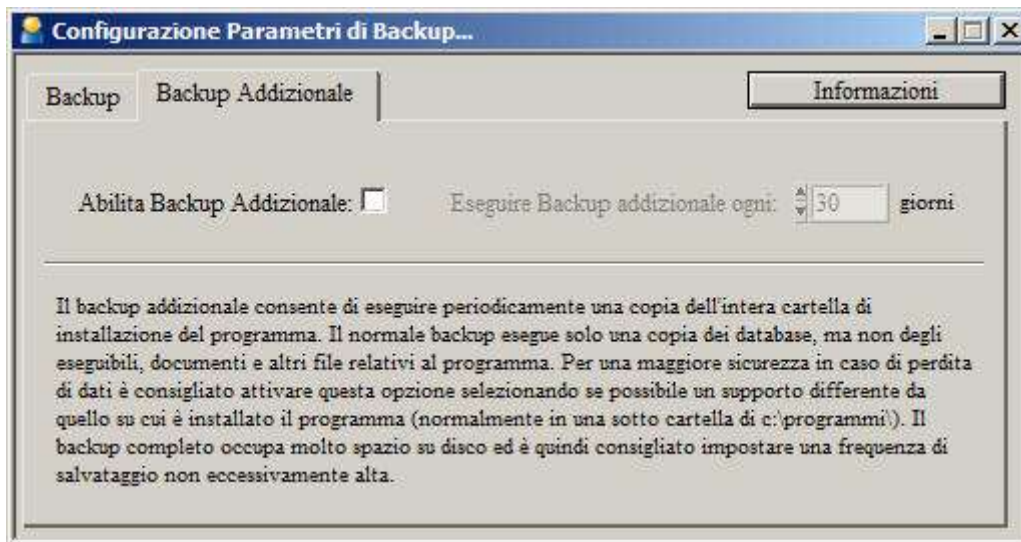 Configurazione Parametri di Backup...
Backup
Backup Addizionale
Informazioni
Abilita Backup Addizionale:
Eseguire Backup addizionale ogni: 30 giorni
Il backup addizionale consente di eseguire periodicamente una copia dell'intera cartella di
installazione del programma. Il normale backup esegue solo una copia dei database, ma non degli
eseguibili, documenti e altri file relativi al programma. Per una maggiore sicurezza in caso di perdita
di dati è consigliato attivare questa opzione selezionando se possibile un supporto differente da
quello su cui è installato il programma (normalmente in una sotto cartella di c:\programmi\). Il
backup completo occupa molto spazio su disco ed è quindi consigliato impostare una frequenza di
salvataggio non eccessivamente alta.